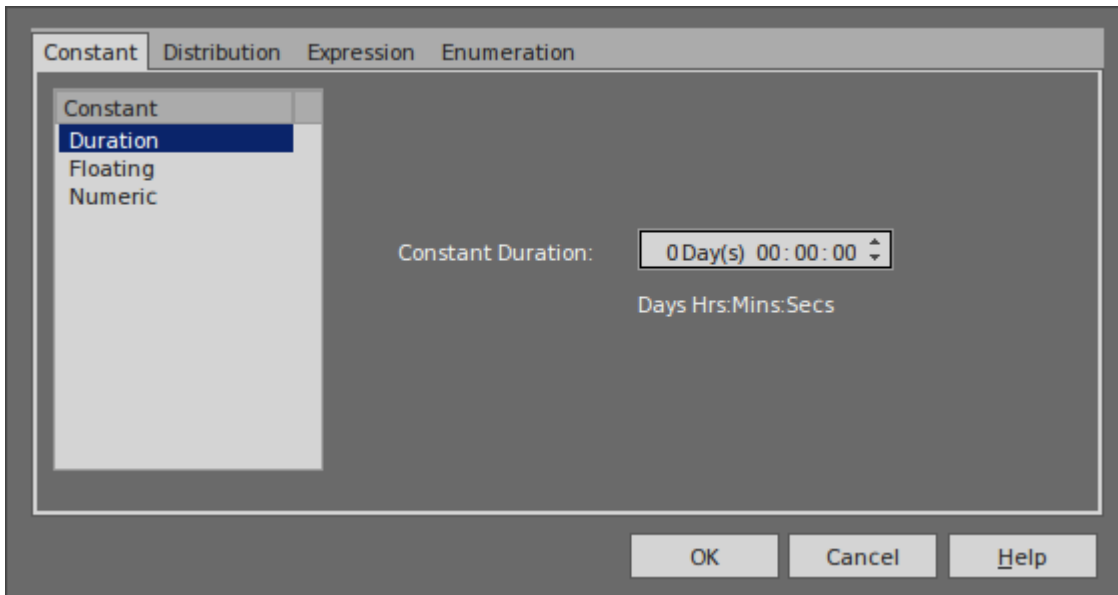 Constant Distribution Expression Enumeration
Constant
Duration
Floating
Numeric
Constant Duration: 0 Day(s) 00:00:00
Days Hrs:Mins:Secs
OK Cancel Help